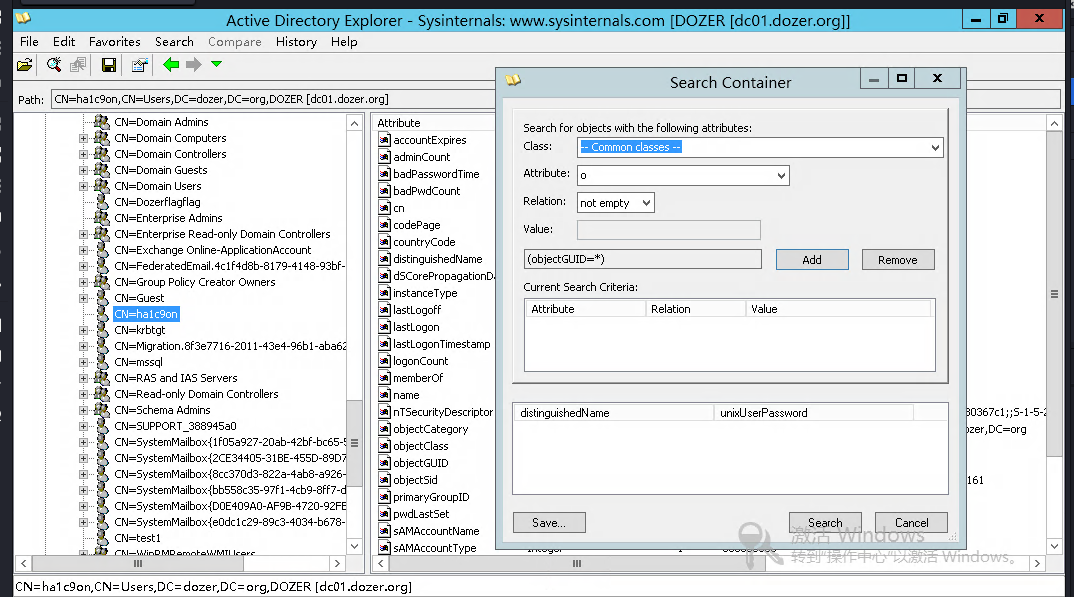 Active Directory Explorer - Sysinternals: www.sysinternals.com [DOZER [dc01.dozer.org]]
File Edit Favorites Search Compare History Help
Path: CN=ha1c9on,CN=Users,DC=dozer,DC=org,DOZER [dc01.dozer.org]
CN=Domain Admins
CN=Domain Computers
CN=Domain Controllers
CN=Domain Guests
CN=Domain Users
CN=Dozerflagflag
CN=Enterprise Admins
CN=Enterprise Read-only Domain Controllers
CN=Exchange Online-ApplicationAccount
CN=FederatedEmail.4c1f4d8b-8179-4148-93bf-
CN=Group Policy Creator Owners
CN=Guest
CN=ha1c9on
CN=krbtgt
CN=Migration.8f3e7716-2011-43e4-96b1-aba62
CN=mssql
CN=RAS and IAS Servers
CN=Read-only Domain Controllers
CN=Schema Admins
CN=SUPPORT_388945a0
CN=SystemMailbox{1f05a927-20ab-42bf-bc65-5
CN=SystemMailbox{2CE34405-31BE-455D-89D7
CN=SystemMailbox{8cc370d3-822a-4ab8-a926-
CN=SystemMailbox{bb558c35-97f1-4cb9-8ff7-d
CN=SystemMailbox{D0E409A0-AF9B-4720-92FE
CN=SystemMailbox{e0dc1c29-89c3-4034-b678-
CN=test1
CN=WinRMRemoteWMIUsers
Attribute
accountExpires
adminCount
badPasswordTime
badPwdCount
cn
codePage
countryCode
distinguishedName
dSCorePropagationDa
instanceType
lastLogoff
lastLogon
lastLogonTimestamp
logonCount
memberOf
name
nTSecurityDescriptor
objectCategory
objectClass
objectGUID
objectSid
primaryGroupID
pwdLastSet
sAMAccountName
sAMAccountType
Integer 1
80367c1;;S-1-5-2
ozer,DC=org
161
Search Container
Search for objects with the following attributes:
Class: -- Common classes --
Attribute: o
Relation: not empty
Value:
(objectGUID=*) Add Remove
Current Search Criteria:
Attribute Relation Value
distinguishedName unixUserPassword
Save... Search Cancel
激活 Windows
转到"操作中心"以激活 Windows。
CN=ha1c9on,CN=Users,DC=dozer,DC=org,DOZER [dc01.dozer.org]